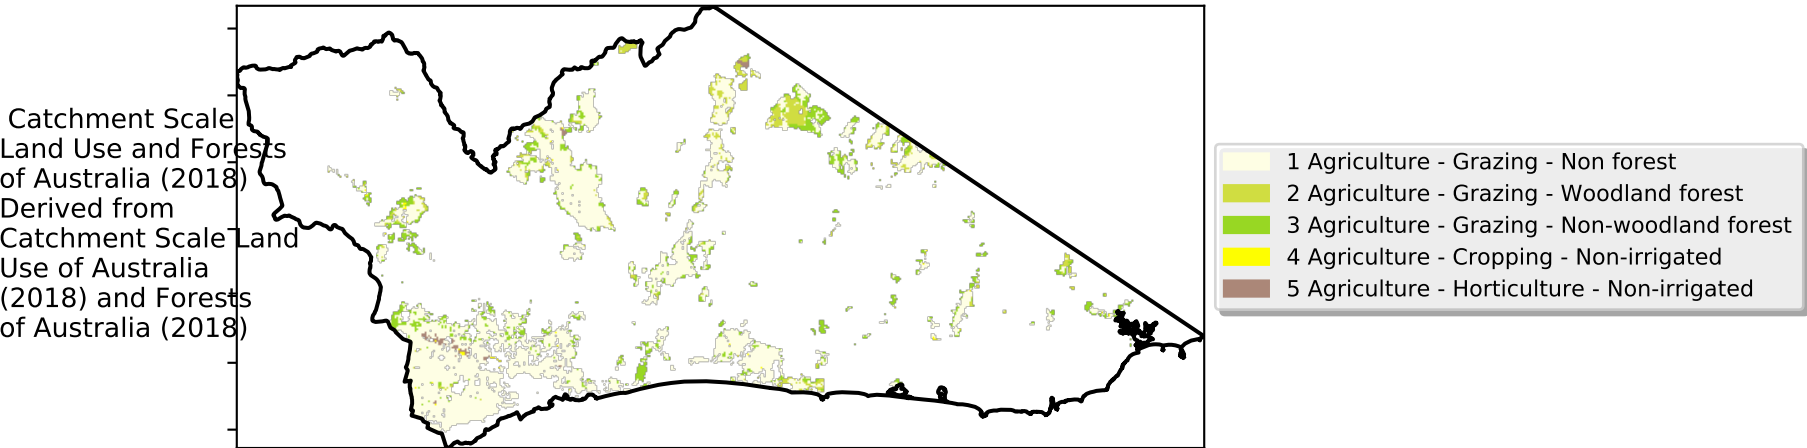 Catchment Scale
Land Use and Forests
of Australia (2018)
Derived from
Catchment Scale Land
Use of Australia
(2018) and Forests
of Australia (2018)
1 Agriculture - Grazing - Non forest
2 Agriculture - Grazing - Woodland forest
3 Agriculture - Grazing - Non-woodland forest
4 Agriculture - Cropping - Non-irrigated
5 Agriculture - Horticulture - Non-irrigated